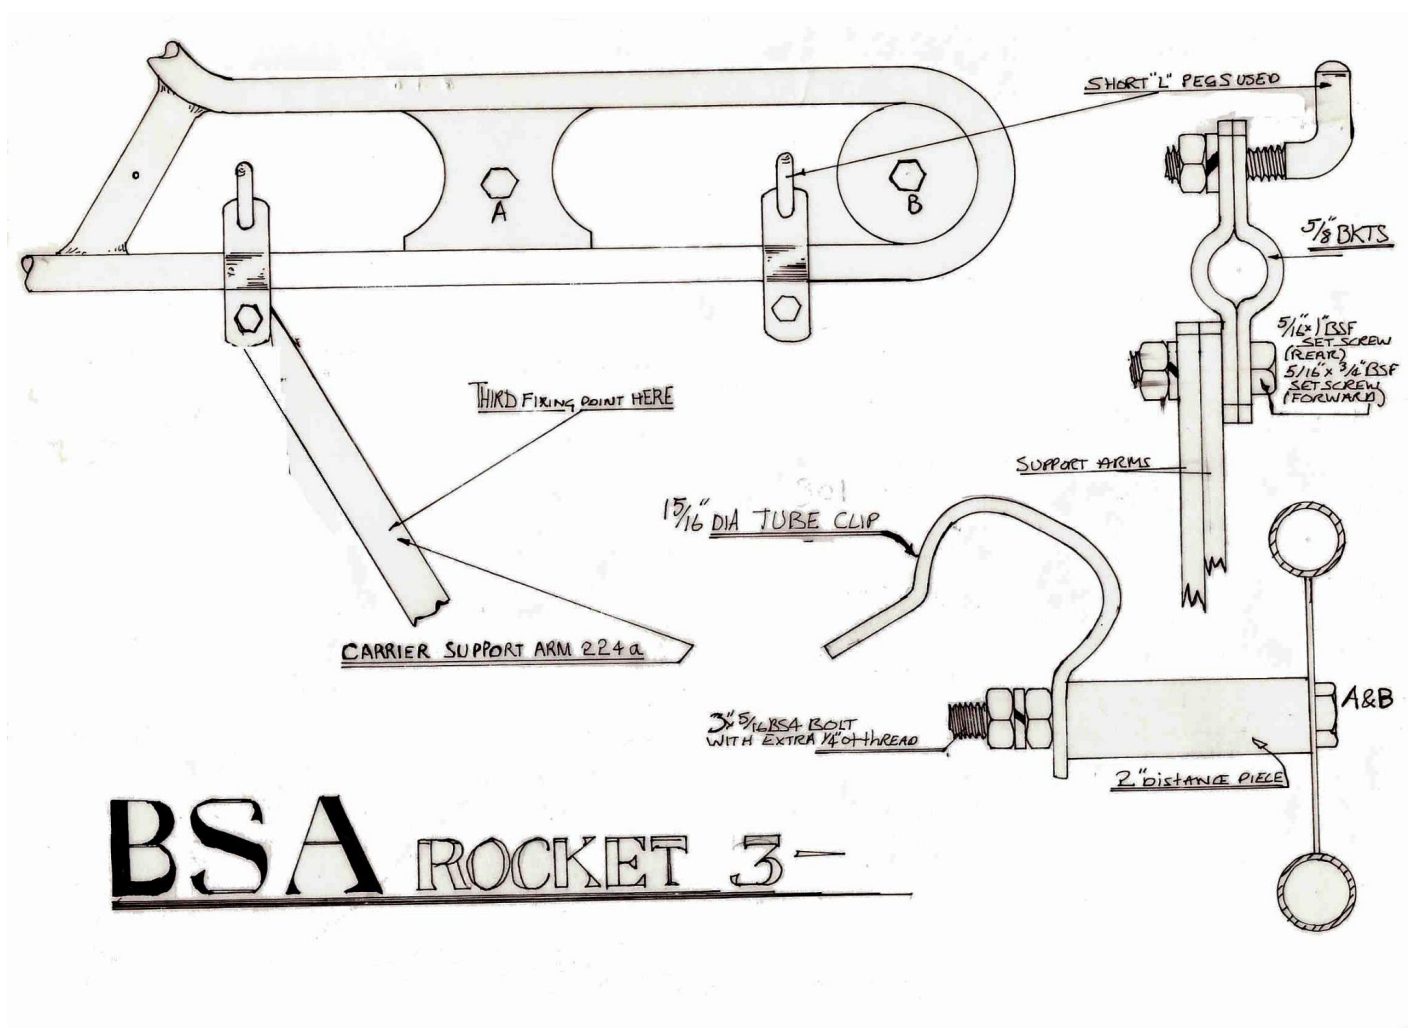 SHORT "L" PEGS USED
A
B
5/8" BKTS
5/16" x 1" BSF
SET SCREW
(REAR)
5/16" x 3/4" BSF
SET SCREW
(FORWARD)
THIRD FIXING POINT HERE
SUPPORT ARMS
1 5/16" DIA TUBE CLIP
CARRIER SUPPORT ARM 224a
A&B
3" x 5/16 BSA BOLT
WITH EXTRA 1/4" of thREAD
2" DistANCE PIECE
BSA ROCKET 3